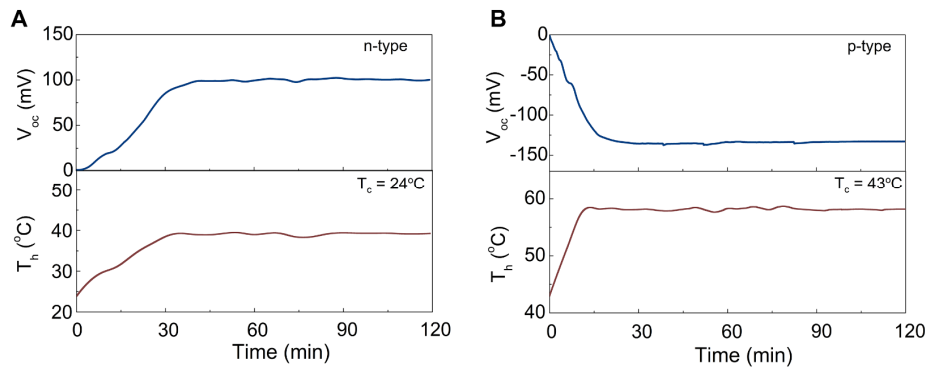 A
150
100
50
0
V_oc (mV)
n-type
50
40
30
20
T_h (°C)
T_c = 24°C
0 30 60 90 120
Time (min)
B
0
-50
-100
-150
V_oc (mV)
p-type
60
50
40
T_h (°C)
T_c = 43°C
0 30 60 90 120
Time (min)